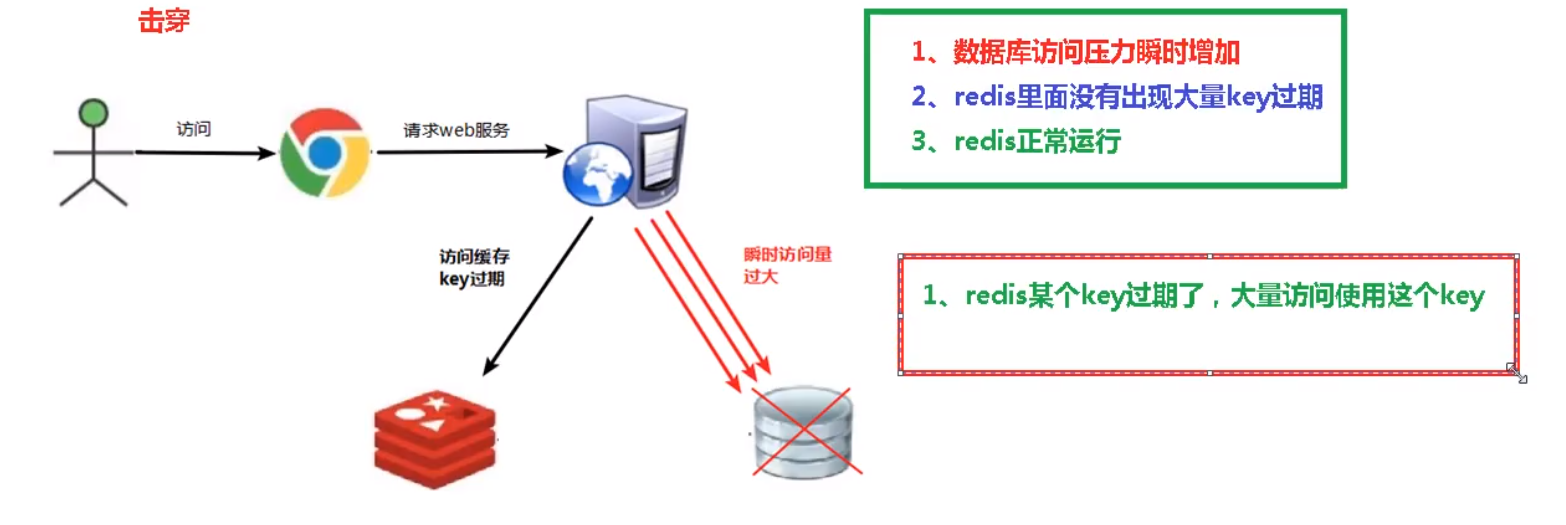 击穿
1、数据库访问压力瞬时增加
2、redis里面没有出现大量key过期
3、redis正常运行
访问
请求web服务
访问缓存
key过期
瞬时访问量
过大
1、redis某个key过期了，大量访问使用这个key